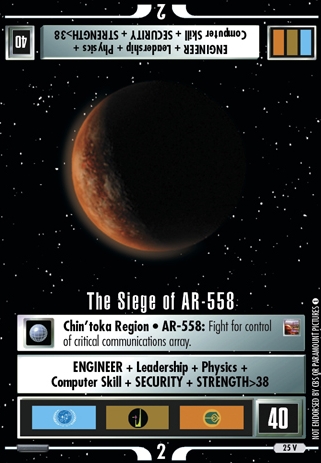 2
ENGINEER + Leadership + Physics +
Computer Skill + SECURITY + STRENGTH>38
40
The Siege of AR-558
Chin'toka Region • AR-558: Fight for control
of critical communications array.
ENGINEER + Leadership + Physics +
Computer Skill + SECURITY + STRENGTH>38
40
25 V
2
NOT ENDORSED BY CBS OR PARAMOUNT PICTURES